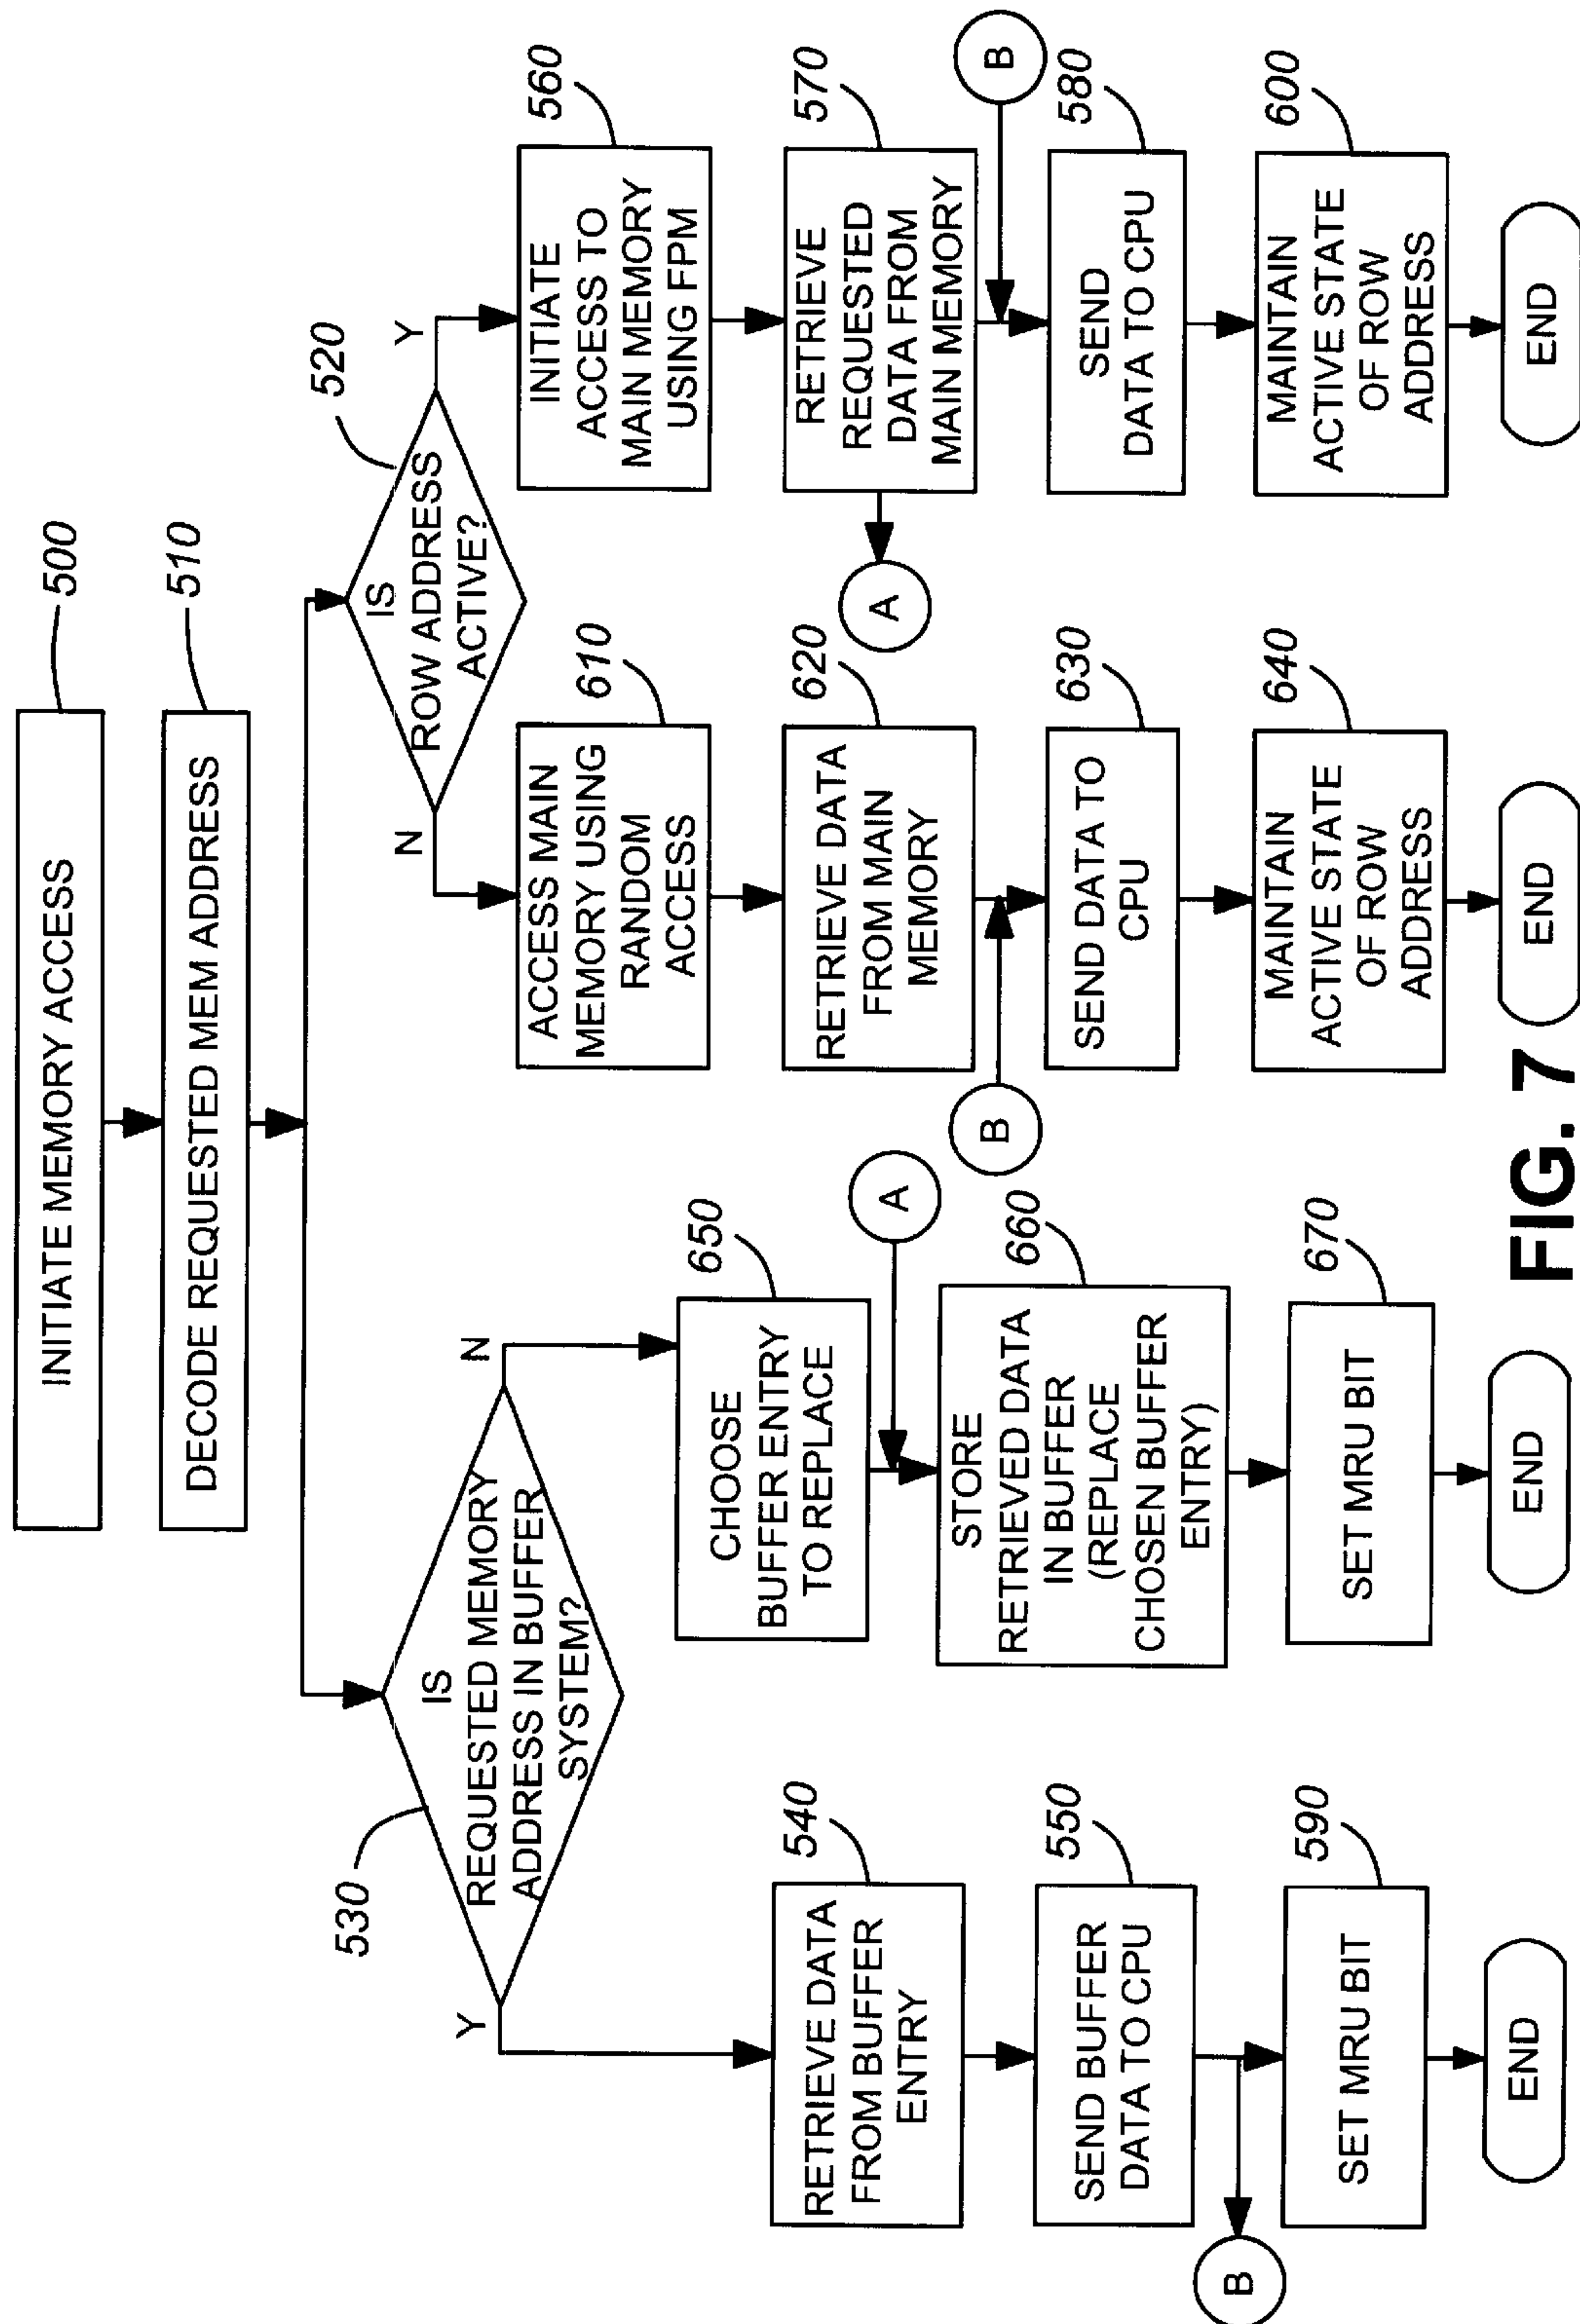 INITIATE MEMORY ACCESS
500
DECODE REQUESTED MEM ADDRESS
510
IS
REQUESTED MEMORY
ADDRESS IN BUFFER
SYSTEM?
530
Y
N
IS
ROW ADDRESS
ACTIVE?
520
N
Y
RETRIEVE DATA
FROM BUFFER
ENTRY
540
SEND BUFFER
DATA TO CPU
550
B
SET MRU BIT
590
END
CHOOSE
BUFFER ENTRY
TO REPLACE
650
A
STORE
RETRIEVED DATA
IN BUFFER
(REPLACE
CHOSEN BUFFER
ENTRY)
660
SET MRU BIT
670
END
ACCESS MAIN
MEMORY USING
RANDOM
ACCESS
610
RETRIEVE DATA
FROM MAIN
MEMORY
620
B
SEND DATA TO
CPU
630
MAINTAIN
ACTIVE STATE
OF ROW
ADDRESS
640
END
INITIATE
ACCESS TO
MAIN MEMORY
USING FPM
560
RETRIEVE
REQUESTED
DATA FROM
MAIN MEMORY
570
A
B
SEND
DATA TO CPU
580
MAINTAIN
ACTIVE STATE
OF ROW
ADDRESS
600
END
FIG. 7